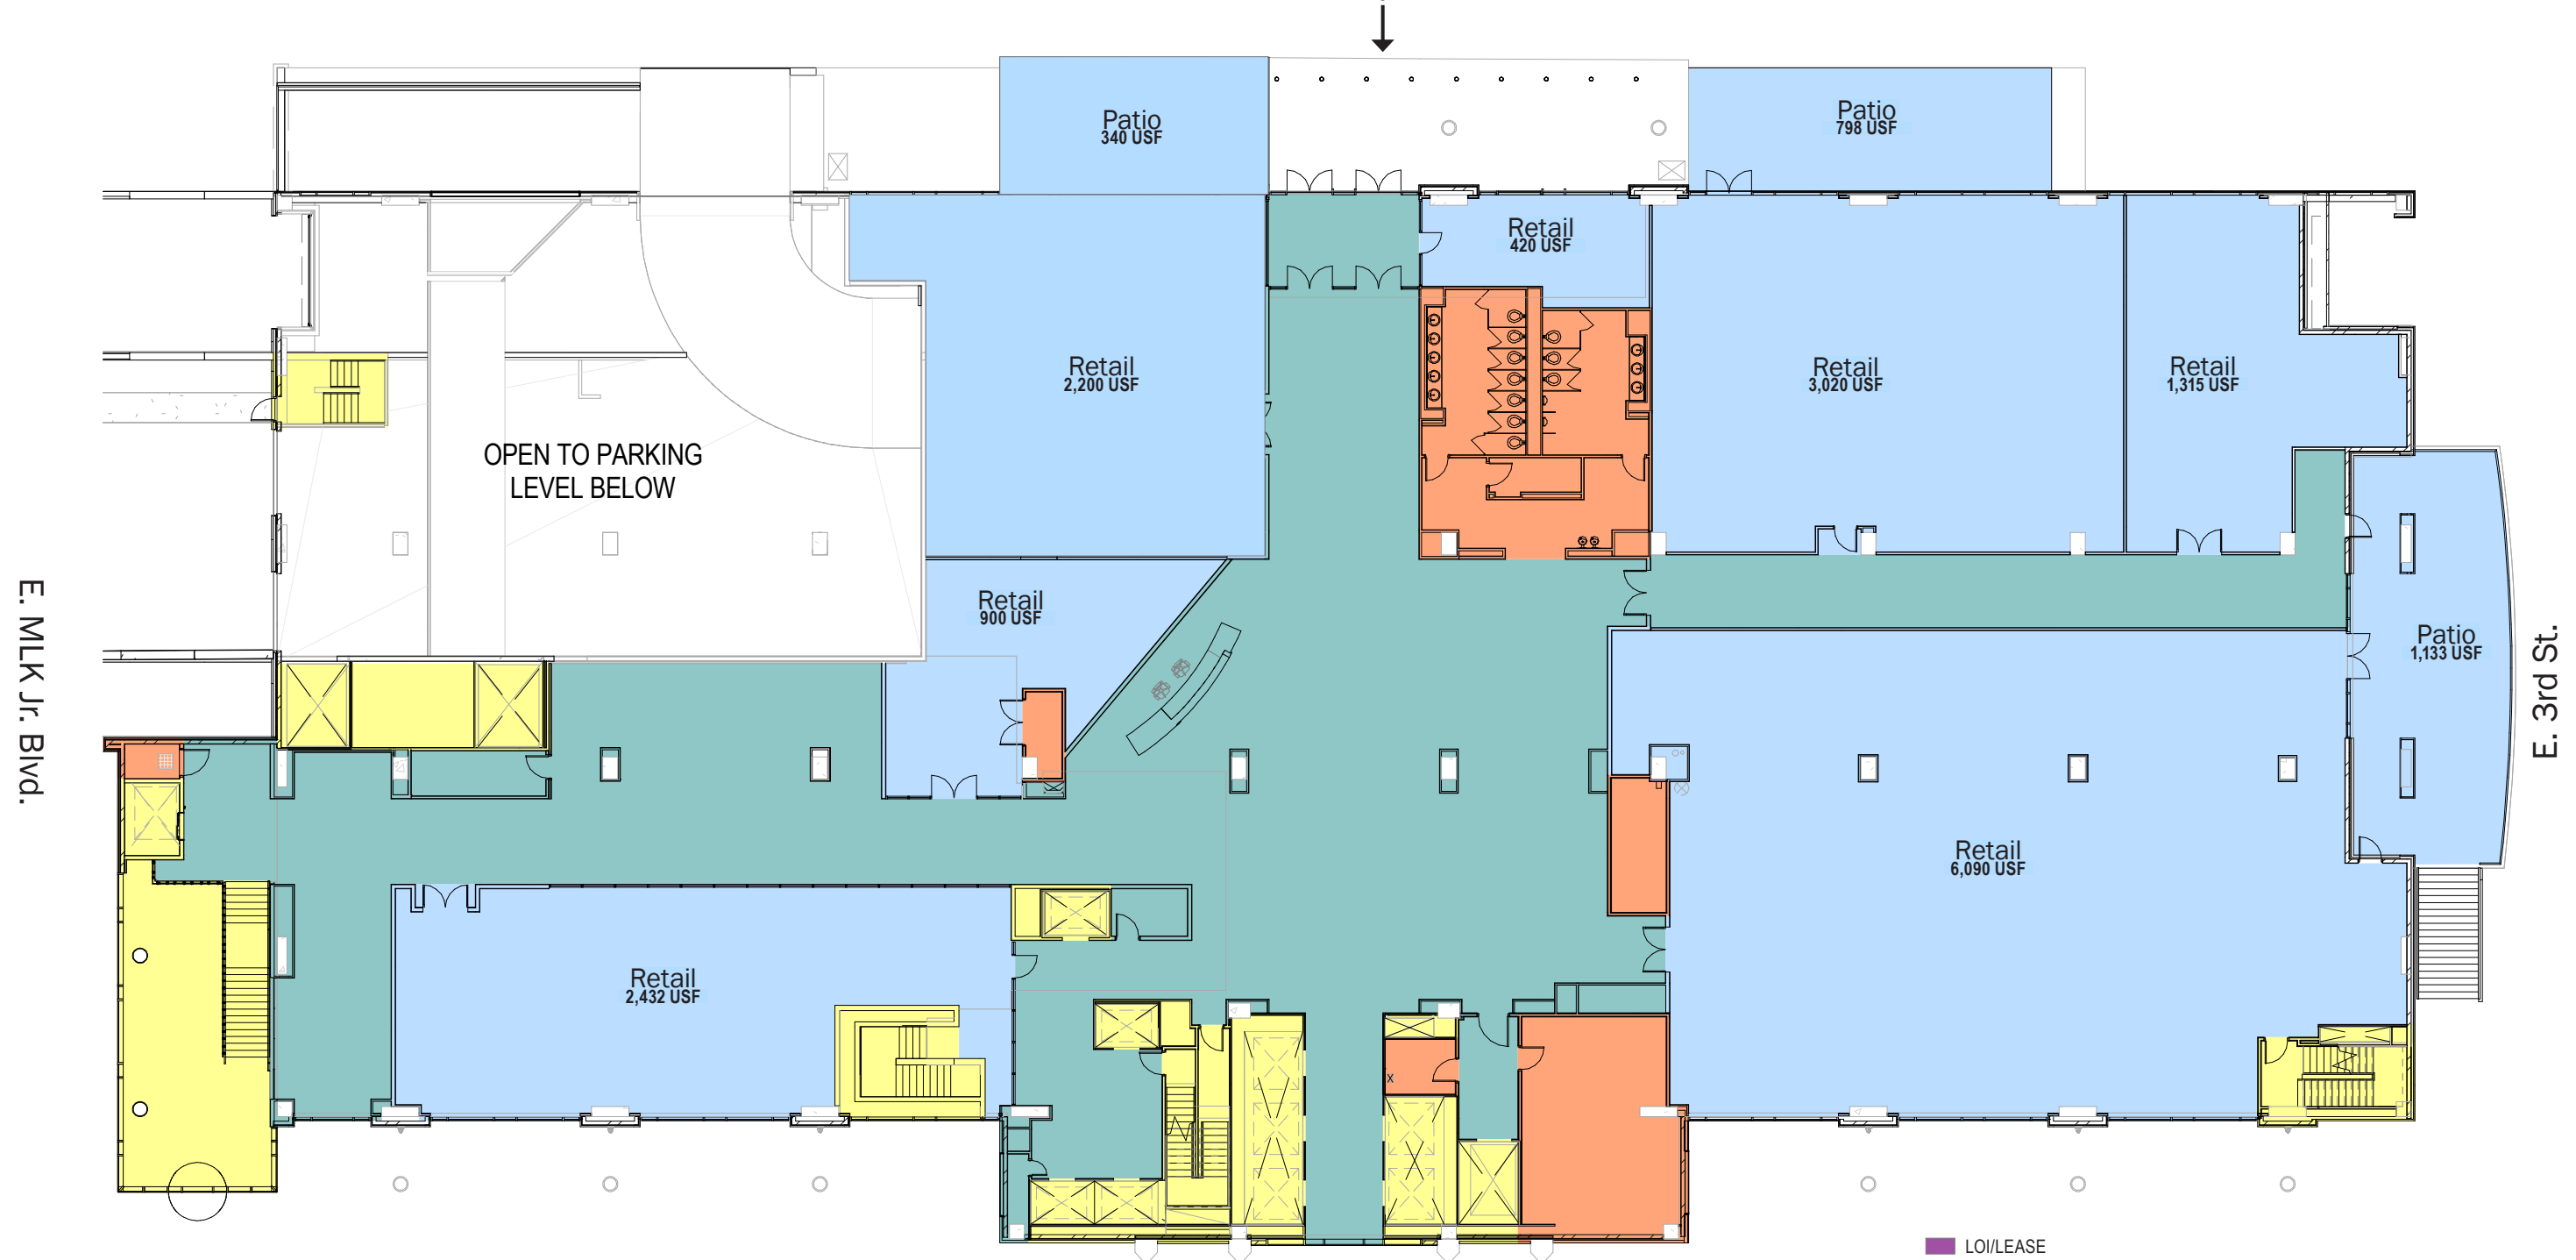 Patio
340 USF
Patio
798 USF
Retail
420 USF
Retail
2,200 USF
Retail
3,020 USF
Retail
1,315 USF
OPEN TO PARKING
LEVEL BELOW
Retail
900 USF
Patio
1,133 USF
E. MLK Jr. Blvd.
E. 3rd St.
Retail
6,090 USF
Retail
2,432 USF
X
LOI/LEASE